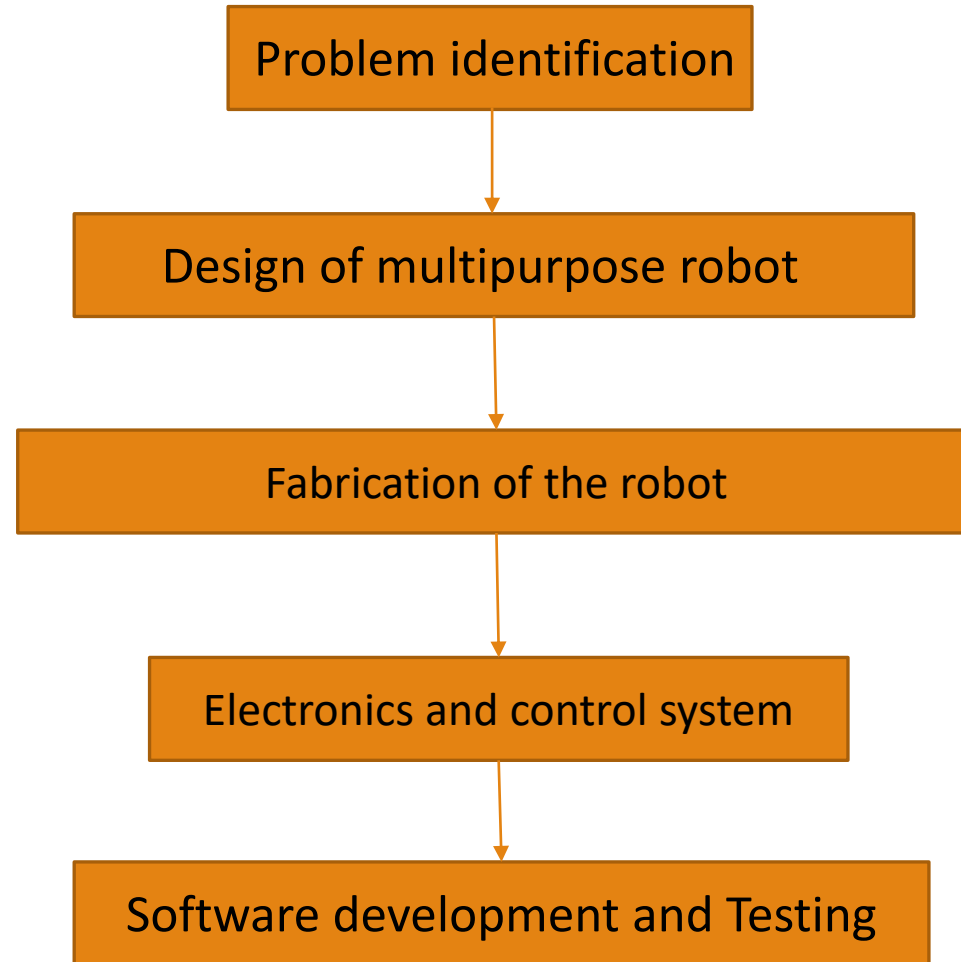 Problem identification
Design of multipurpose robot
Fabrication of the robot
Electronics and control system
Software development and Testing